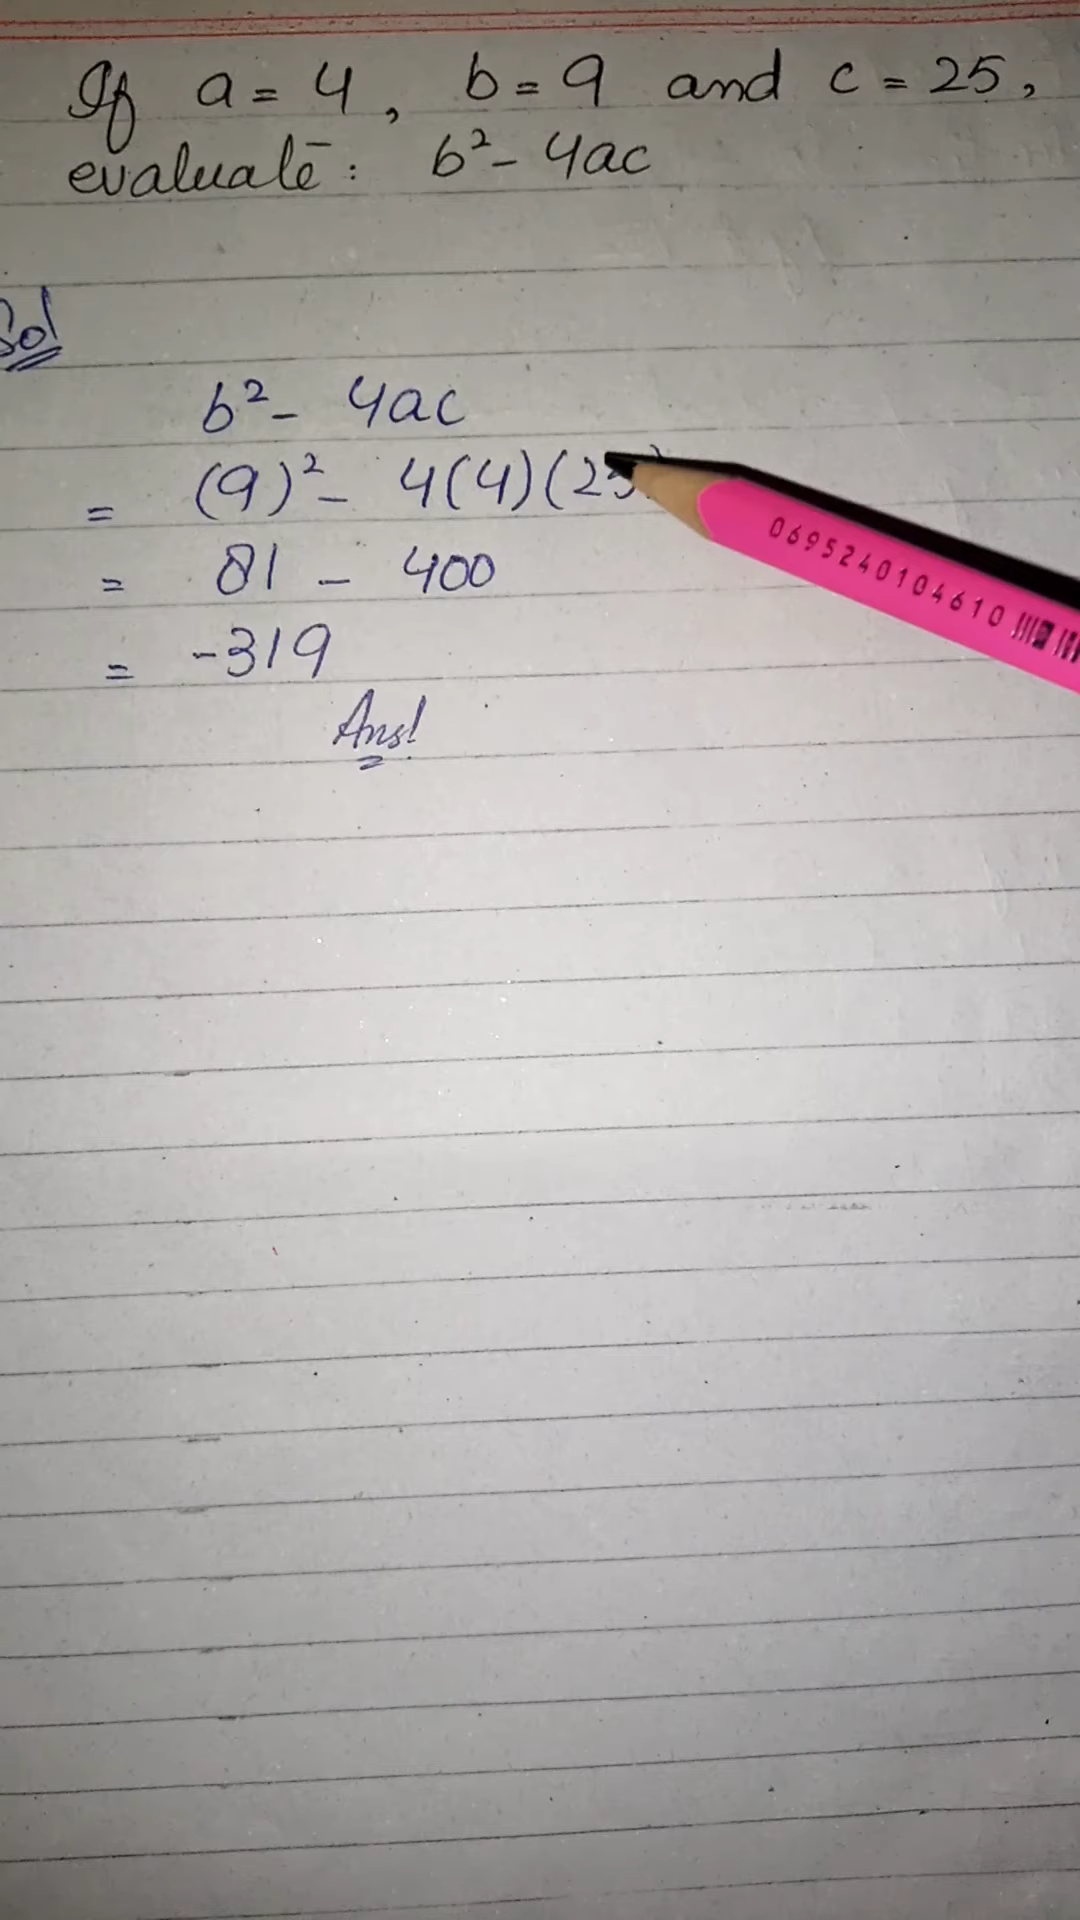 If a = 4, b = 9 and c = 25,
evaluate: b² - 4ac
Sol
b² - 4ac
= (9)² - 4(4)(25)
= 81 - 400
= -319
Ans!
0695240104610